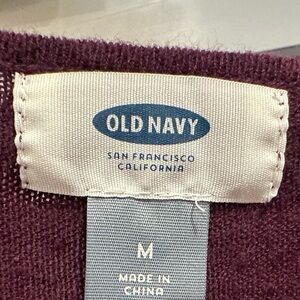 OLD NAVY
SAN FRANCISCO
CALIFORNIA
M
MADE IN
CHINA